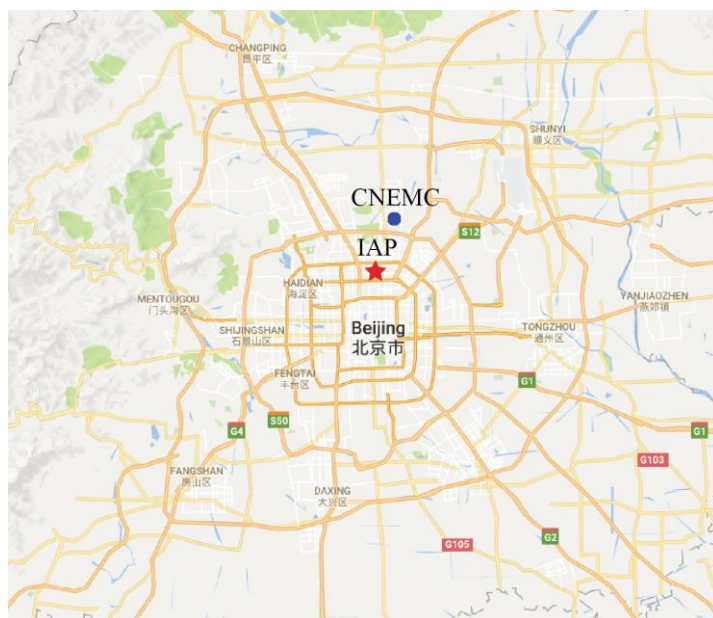 CHANGPING
昌平区
SHUNYI
顺义区
CNEMC
S12
IAP
HAIDIAN
海淀区
MENTOUGOU
门头沟区
YANJIAOZHEN
燕郊镇
SHIJINGSHAN
石景山区
Beijing
北京市
TONGZHOU
通州区
FENGTAI
丰台区
G1
S50
G4
G1
G103
FANGSHAN
房山区
DAXING
大兴区
G105
G2